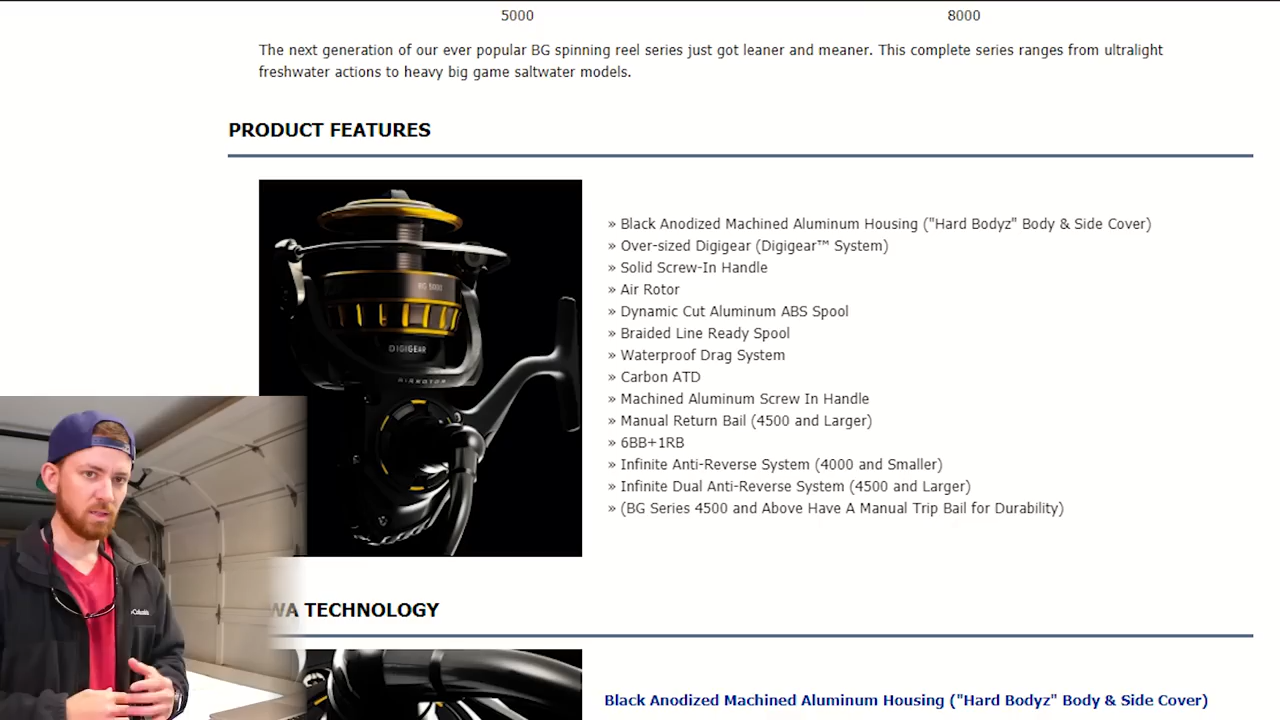 5000 8000
The next generation of our ever popular BG spinning reel series just got leaner and meaner. This complete series ranges from ultralight
freshwater actions to heavy big game saltwater models.
PRODUCT FEATURES
» Black Anodized Machined Aluminum Housing ("Hard Bodyz" Body & Side Cover)
» Over-sized Digigear (Digigear™ System)
» Solid Screw-In Handle
» Air Rotor
» Dynamic Cut Aluminum ABS Spool
» Braided Line Ready Spool
» Waterproof Drag System
» Carbon ATD
» Machined Aluminum Screw In Handle
» Manual Return Bail (4500 and Larger)
» 6BB+1RB
» Infinite Anti-Reverse System (4000 and Smaller)
» Infinite Dual Anti-Reverse System (4500 and Larger)
» (BG Series 4500 and Above Have A Manual Trip Bail for Durability)
BG 5000
DIGIGEAR
AIRROTOR
Columbia
WA TECHNOLOGY
Black Anodized Machined Aluminum Housing ("Hard Bodyz" Body & Side Cover)